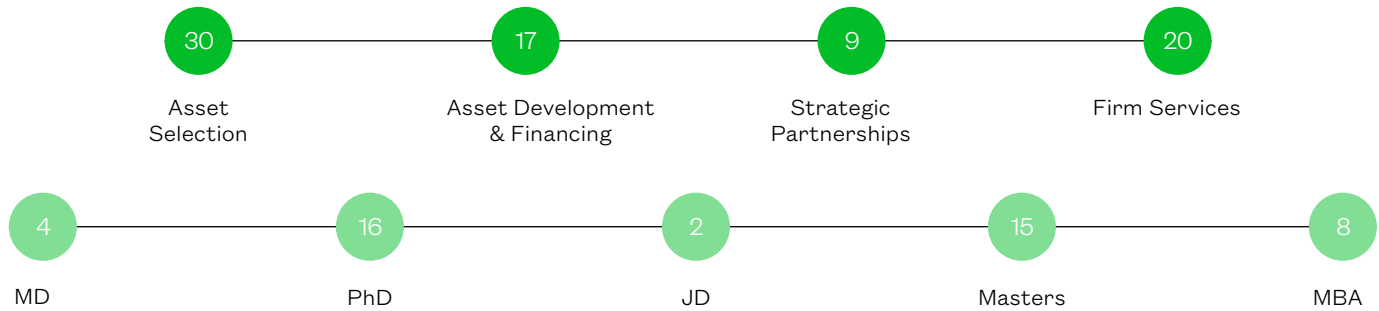 30
17
9
20
Asset
Selection
Asset Development
& Financing
Strategic
Partnerships
Firm Services
4
16
2
15
8
MD
PhD
JD
Masters
MBA